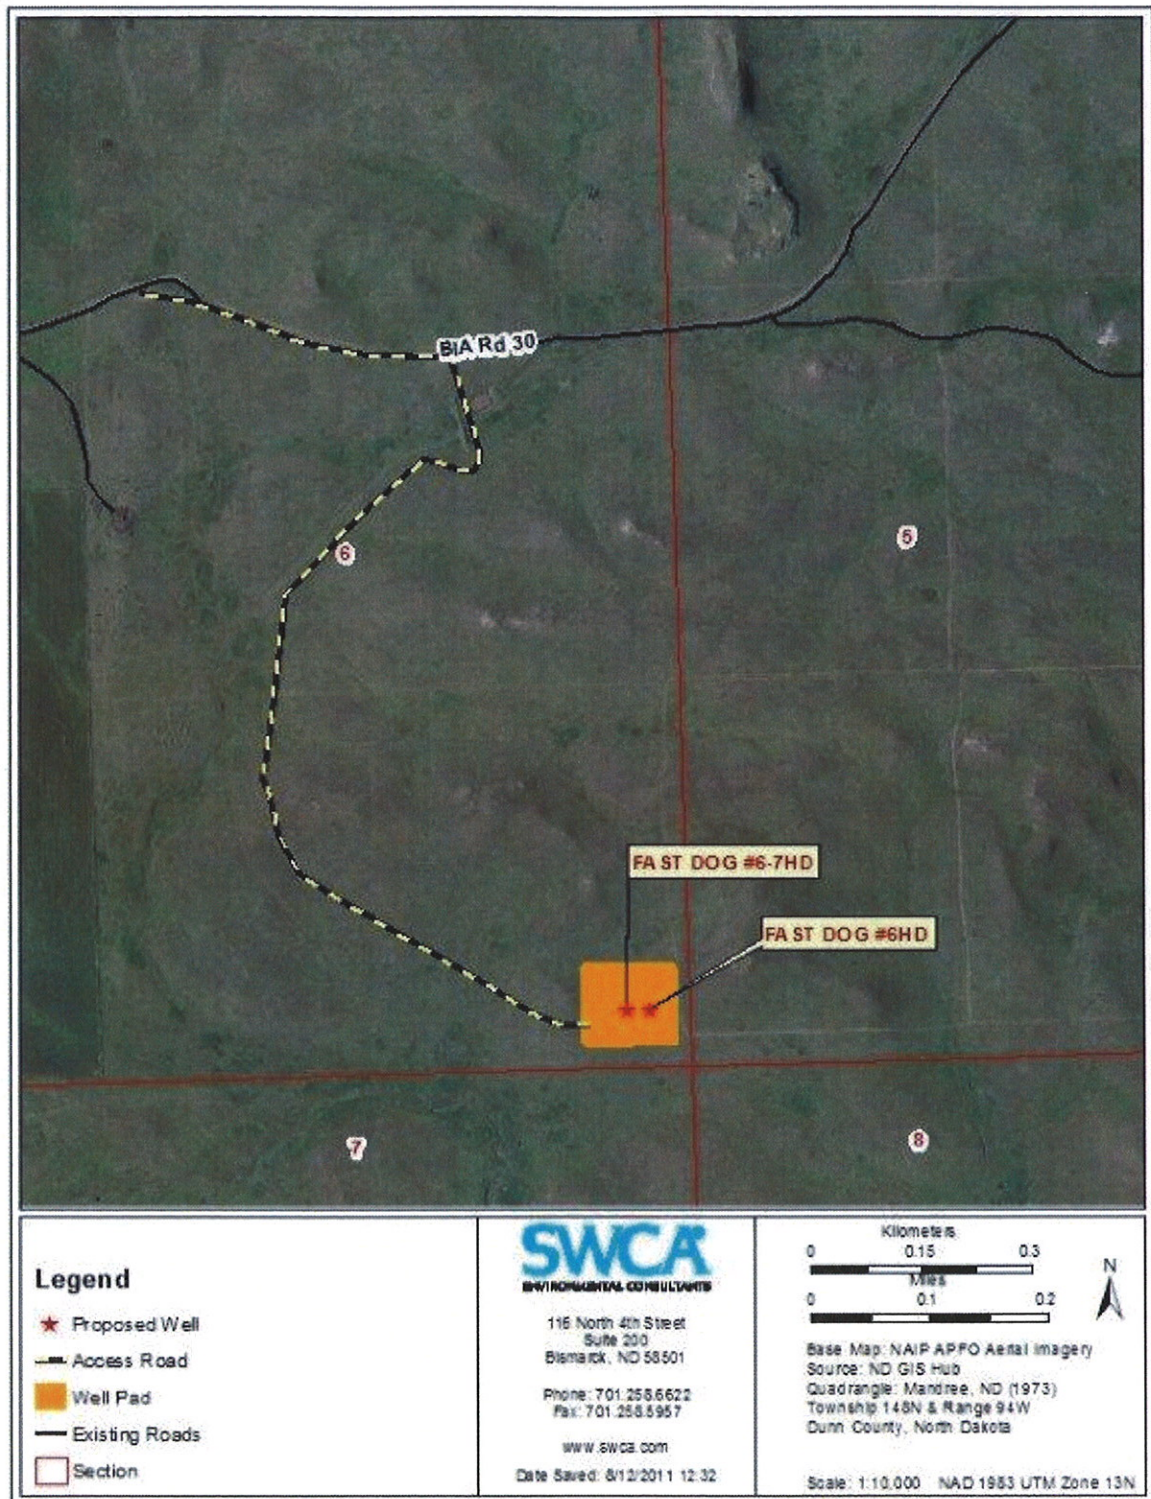 BIA Rd 30
6
5
FAST DOG #6-7HD
FAST DOG #6HD
7
8
Legend
Proposed Well
Access Road
Well Pad
Existing Roads
Section
SWCA
ENVIRONMENTAL CONSULTANTS
116 North 4th Street
Suite 200
Bismarck, ND 58501
Phone: 701.258.6622
Fax: 701.258.5957
www.swca.com
Date Saved: 8/12/2011 12:32
Kilometers
0 0.15 0.3
Miles
0 0.1 0.2
N
Base Map: NAIP APFO Aerial Imagery
Source: ND GIS Hub
Quadrangle: Mandree, ND (1973)
Township 148N & Range 94W
Dunn County, North Dakota
Scale: 1:10,000 NAD 1983 UTM Zone 13N